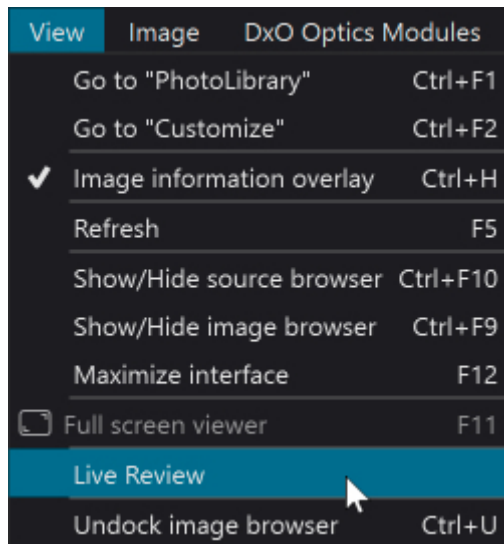 View Image DxO Optics Modules
Go to "PhotoLibrary" Ctrl+F1
Go to "Customize" Ctrl+F2
Image information overlay Ctrl+H
Refresh F5
Show/Hide source browser Ctrl+F10
Show/Hide image browser Ctrl+F9
Maximize interface F12
Full screen viewer F11
Live Review
Undock image browser Ctrl+U